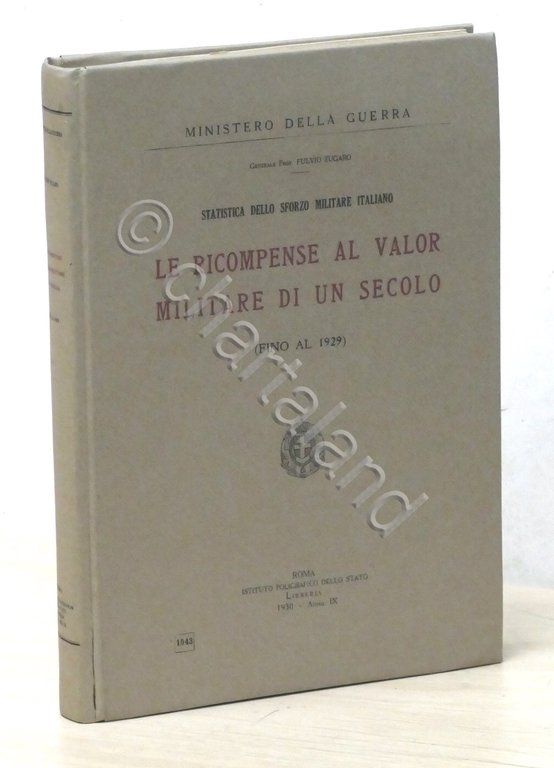 MINISTERO DELLA GUERRA
GENERALE PROF. FULVIO ZUGARO
STATISTICA DELLO SFORZO MILITARE ITALIANO
LE RICOMPENSE AL VALOR
MILITARE DI UN SECOLO
(FINO AL 1929)
ROMA
ISTITUTO POLIGRAFICO DELLO STATO
LIBRERIA
1930 - ANNO IX
1043
© chartaland